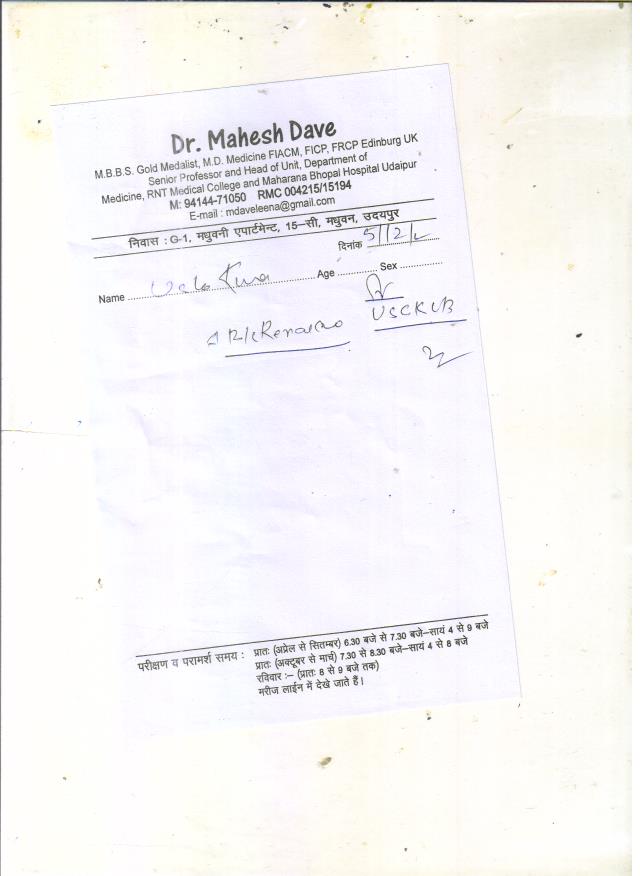 Dr. Mahesh Dave
M.B.B.S. Gold Medalist, M.D. Medicine FIACM, FICP, FRCP Edinburg UK
Senior Professor and Head of Unit, Department of
Medicine, RNT Medical College and Maharana Bhopal Hospital Udaipur
M: 94144-71050 RMC 004215/15194
E-mail : mdaveleena@gmail.com
निवास : G-1, मधुवनी एपार्टमेन्ट, 15-सी, मधुवन, उदयपुर
दिनांक
Name Age Sex
USCKUB
परीक्षण व परामर्श समय : प्रातः (अप्रेल से सितम्बर) 6.30 बजे से 7.30 बजे-सायं 4 से 9 बजे
प्रातः (अक्टूबर से मार्च) 7.30 से 8.30 बजे-सायं 4 से 8 बजे
रविवार :- (प्रातः 8 से 9 बजे तक)
मरीज लाईन में देखे जाते हैं।